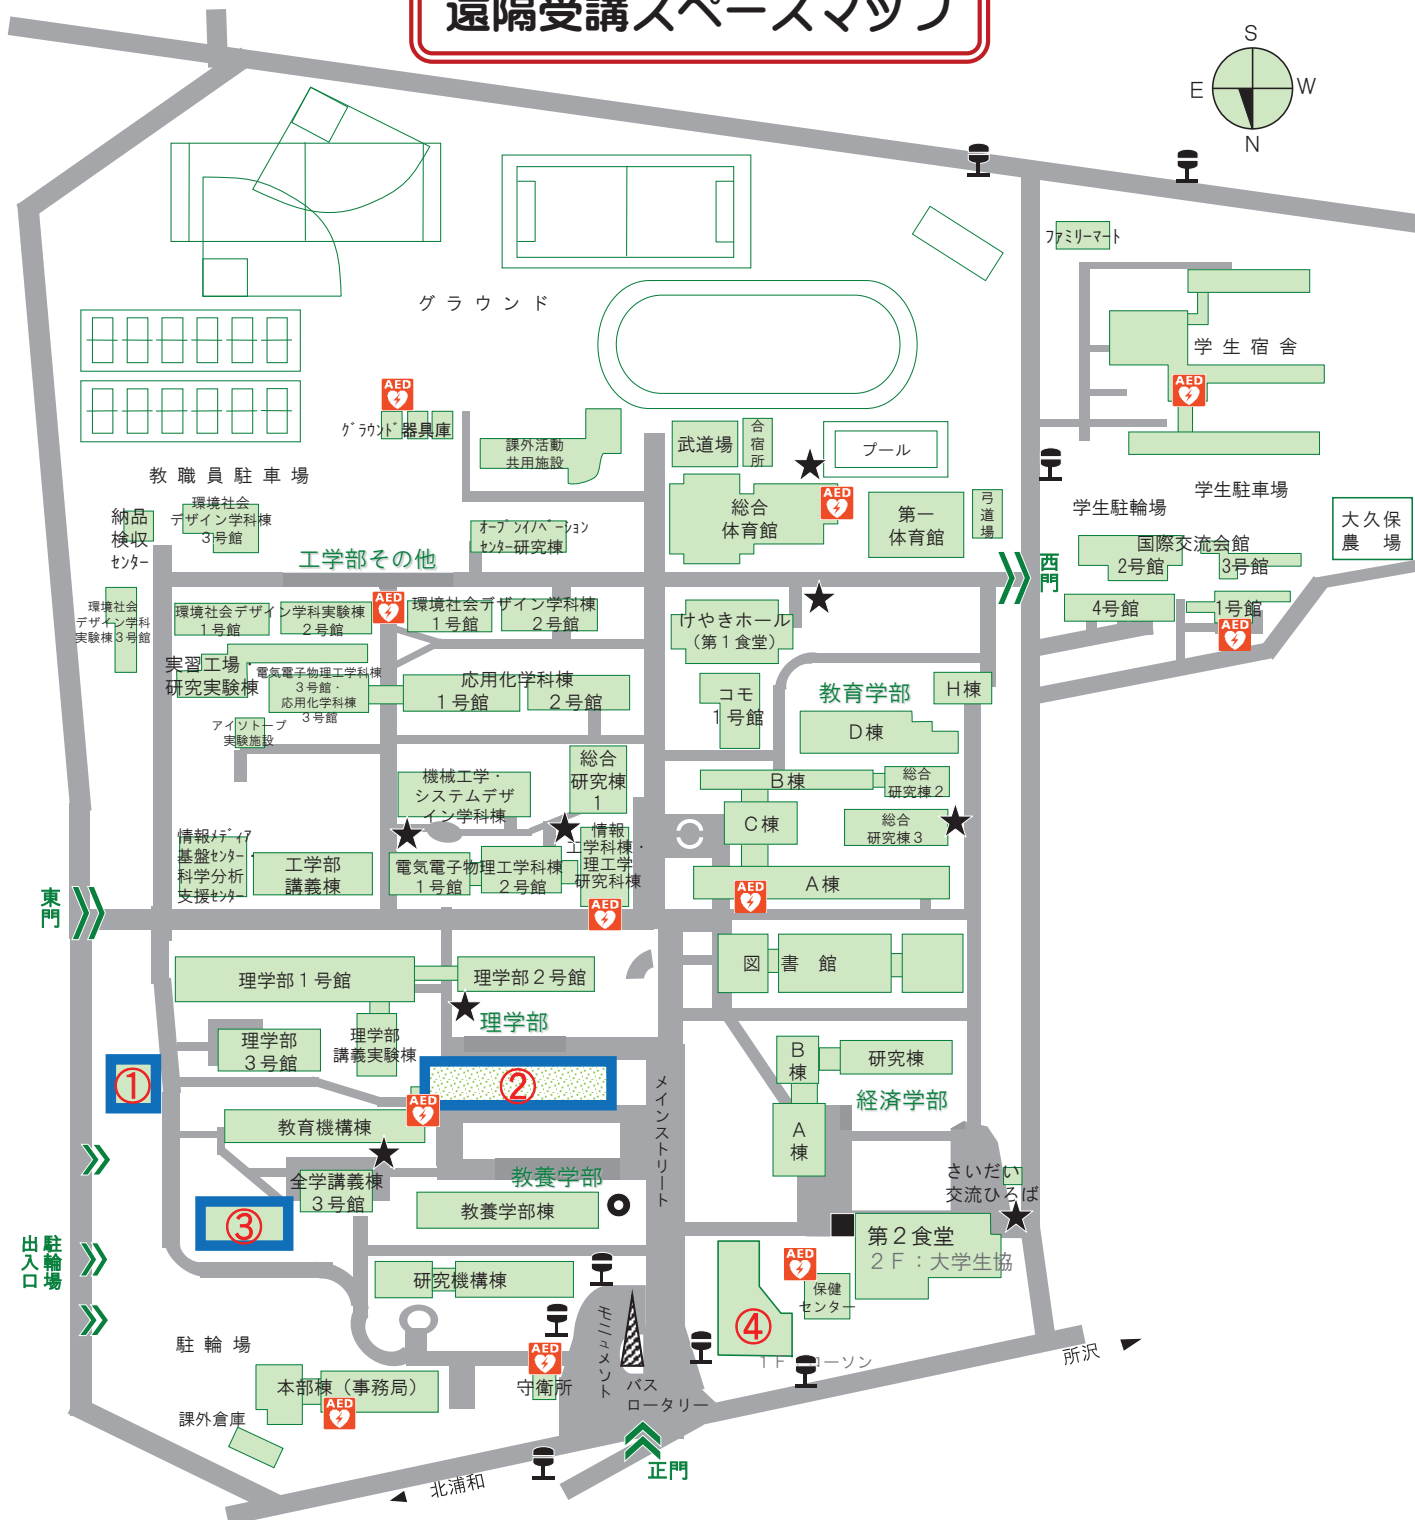 遠隔受講スペースマップ
S
E
W
N
ファミリーマート
グラウンド
学生宿舎
AED
AED
グラウンド器具庫
課外活動
共用施設
武道場
合宿所
プール
教職員駐車場
総合
体育館
AED
第一
体育館
弓道場
学生駐輪場
学生駐車場
大久保
農場
納品
検収
センター
環境社会
デザイン学科棟
3号館
オープンイノベーション
センター研究棟
工学部その他
西門
国際交流会館
2号館
3号館
4号館
1号館
AED
環境社会
デザイン学科
実験棟3号館
環境社会デザイン学科実験棟
1号館
2号館
AED
環境社会デザイン学科棟
1号館
2号館
けやきホール
(第1食堂)
実習工場・
研究実験棟
電気電子物理工学科棟
3号館・
応用化学科棟
3号館
応用化学科棟
1号館
2号館
コモ
1号館
教育学部
H棟
D棟
アイソトープ
実験施設
機械工学・
システムデザ
イン学科棟
総合
研究棟
1
B棟
総合
研究棟2
C棟
総合
研究棟3
情報メディア
基盤センター・
科学分析
支援センター
工学部
講義棟
電気電子物理工学科棟
1号館
2号館
情報
工学科棟・
理工学
研究科棟
AED
A棟
AED
東門
図書館
理学部1号館
理学部2号館
理学部
理学部
3号館
理学部
講義実験棟
B棟
研究棟
①
②
AED
メインストリート
経済学部
教育機構棟
A棟
教養学部
全学講義棟
3号館
教養学部棟
さいだい
交流ひろば
③
第2食堂
2F：大学生協
駐輪場
出入口
研究機構棟
AED
保健
センター
④
1F
ローソン
駐輪場
モニュメント
AED
守衛所
バス
ロータリー
本部棟（事務局）
AED
課外倉庫
所沢
正門
北浦和